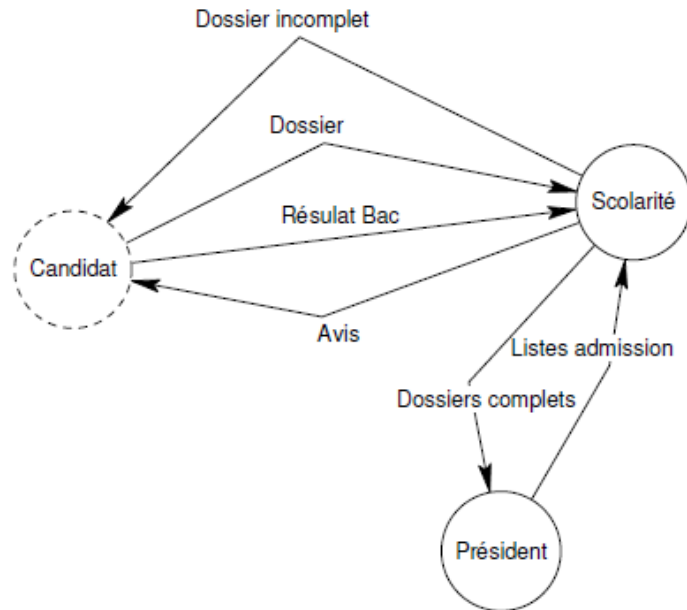 Dossier incomplet
Dossier
Scolarité
Résulat Bac
Candidat
Avis
Listes admission
Dossiers complets
Président